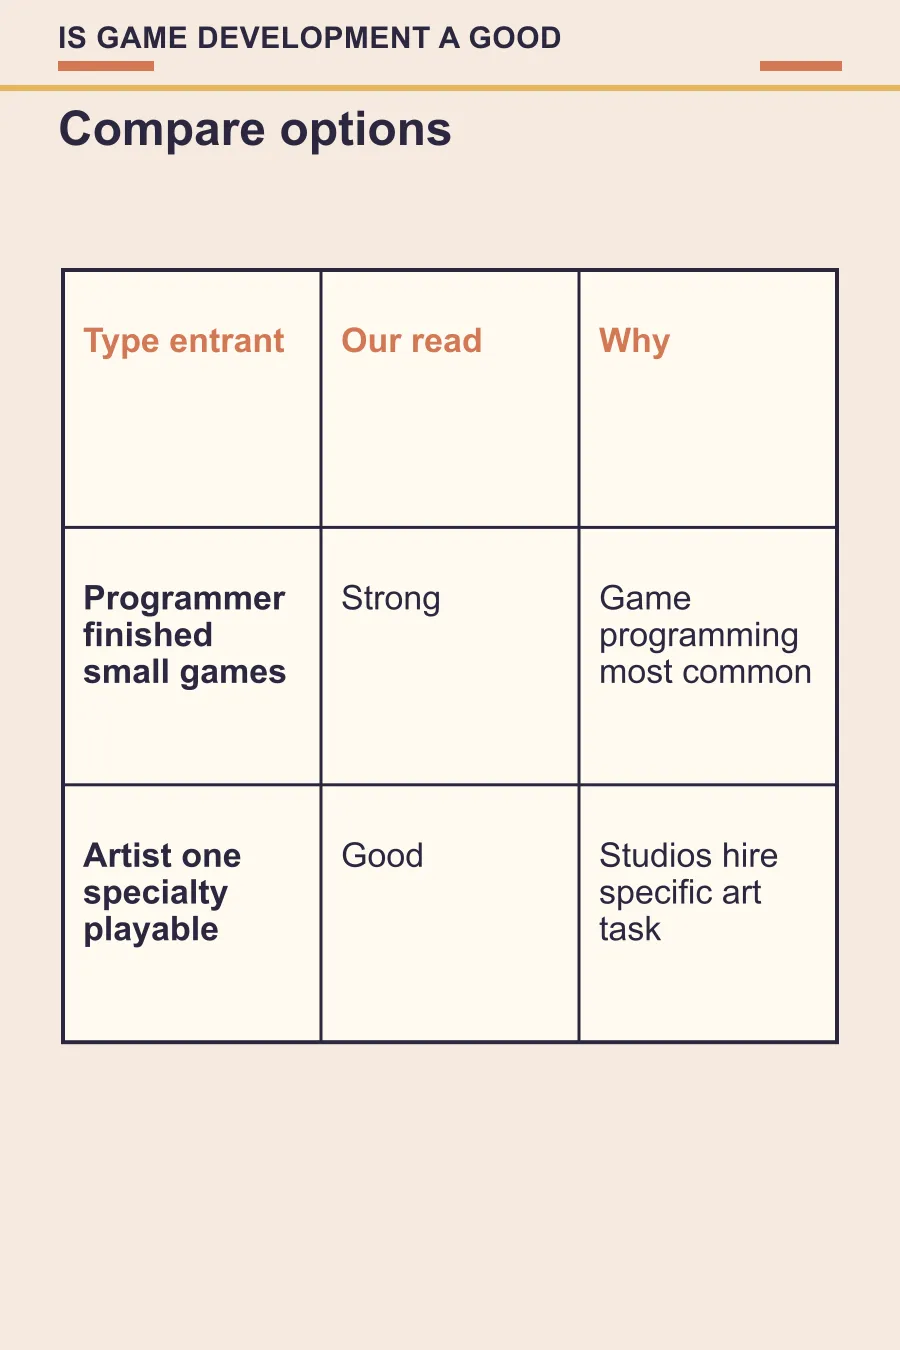 IS GAME DEVELOPMENT A GOOD
Compare options
Type entrant
Our read
Why
Programmer
finished
small games
Strong
Game
programming
most common
Artist one
specialty
playable
Good
Studios hire
specific art
task